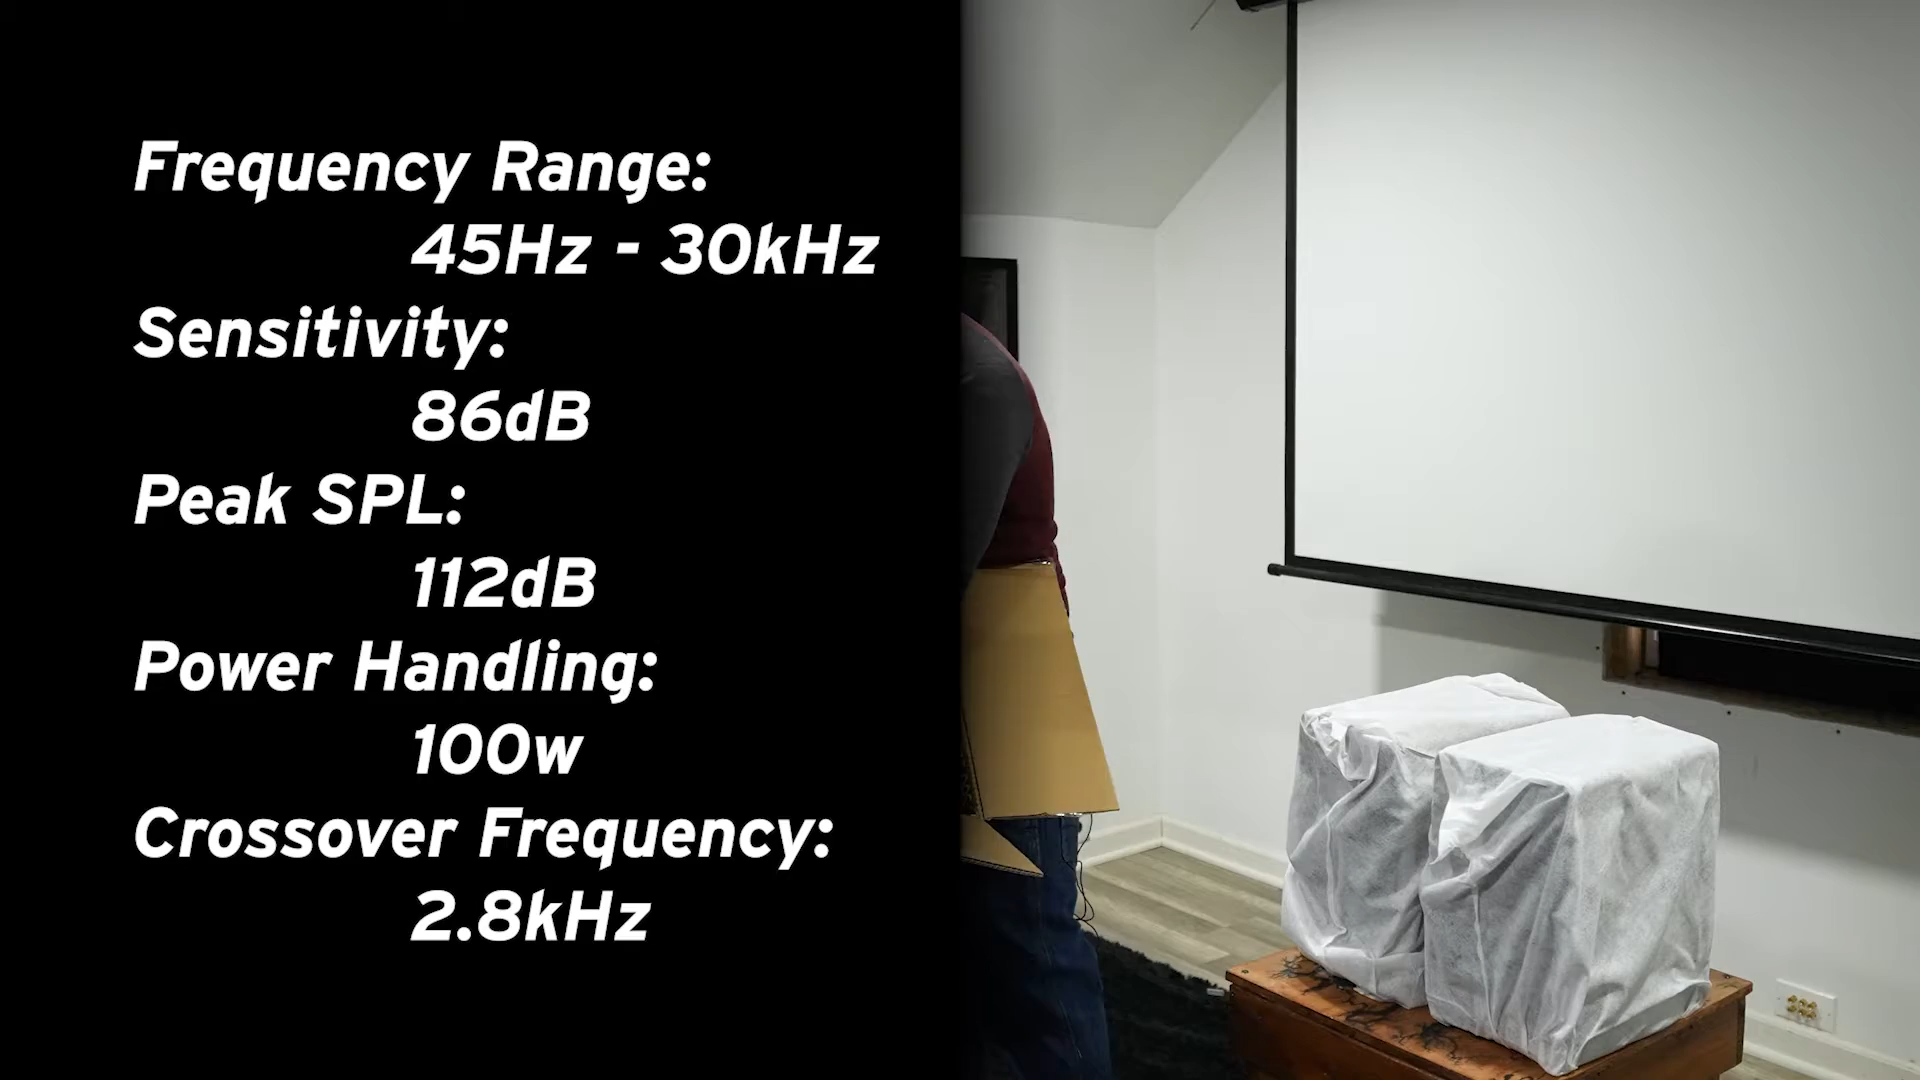 Frequency Range:
45Hz - 30kHz
Sensitivity:
86dB
Peak SPL:
112dB
Power Handling:
100w
Crossover Frequency:
2.8kHz